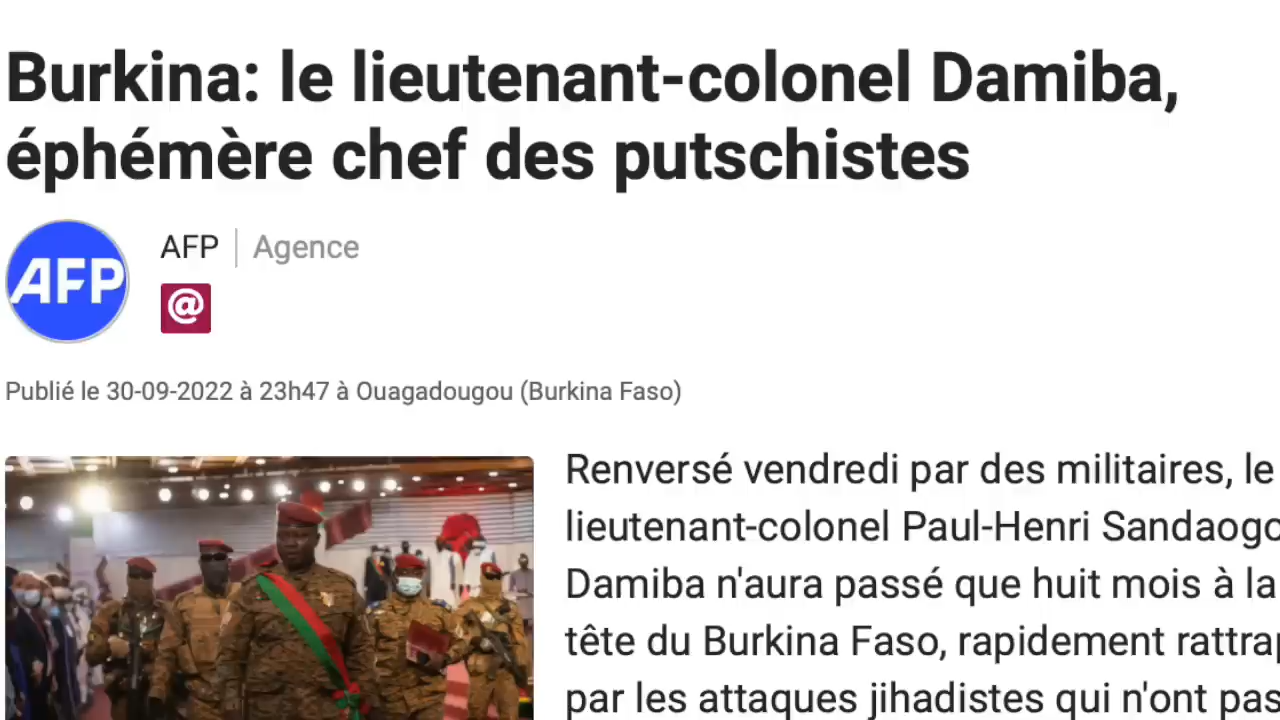 Burkina: le lieutenant-colonel Damiba,
éphémère chef des putschistes
AFP
AFP | Agence
@
Publié le 30-09-2022 à 23h47 à Ouagadougou (Burkina Faso)
Renversé vendredi par des militaires, le
lieutenant-colonel Paul-Henri Sandaogo
Damiba n'aura passé que huit mois à la
tête du Burkina Faso, rapidement
par les attaques jihadistes qui n'ont pas